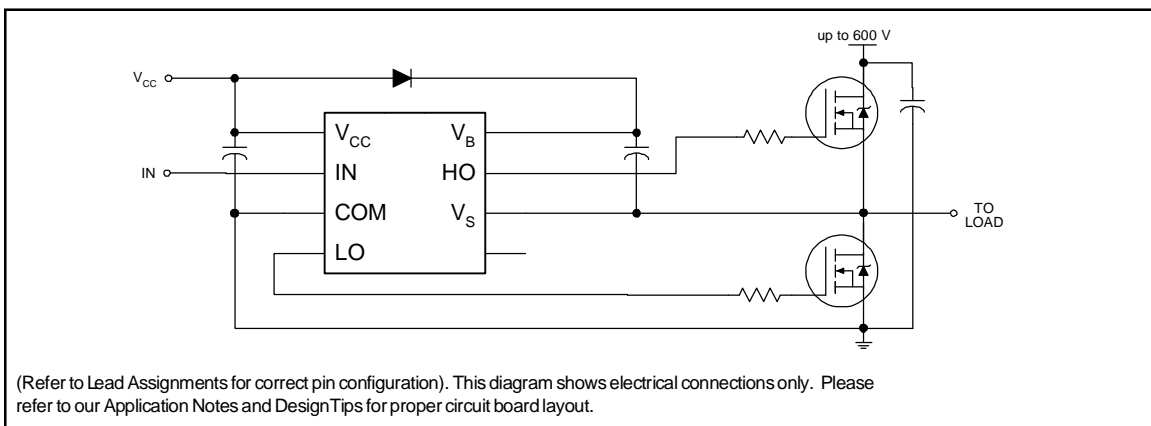 up to 600 V
VCC
VCC
VB
IN
IN
HO
COM
VS
TO
LOAD
LO
(Refer to Lead Assignments for correct pin configuration). This diagram shows electrical connections only. Please
refer to our Application Notes and DesignTips for proper circuit board layout.